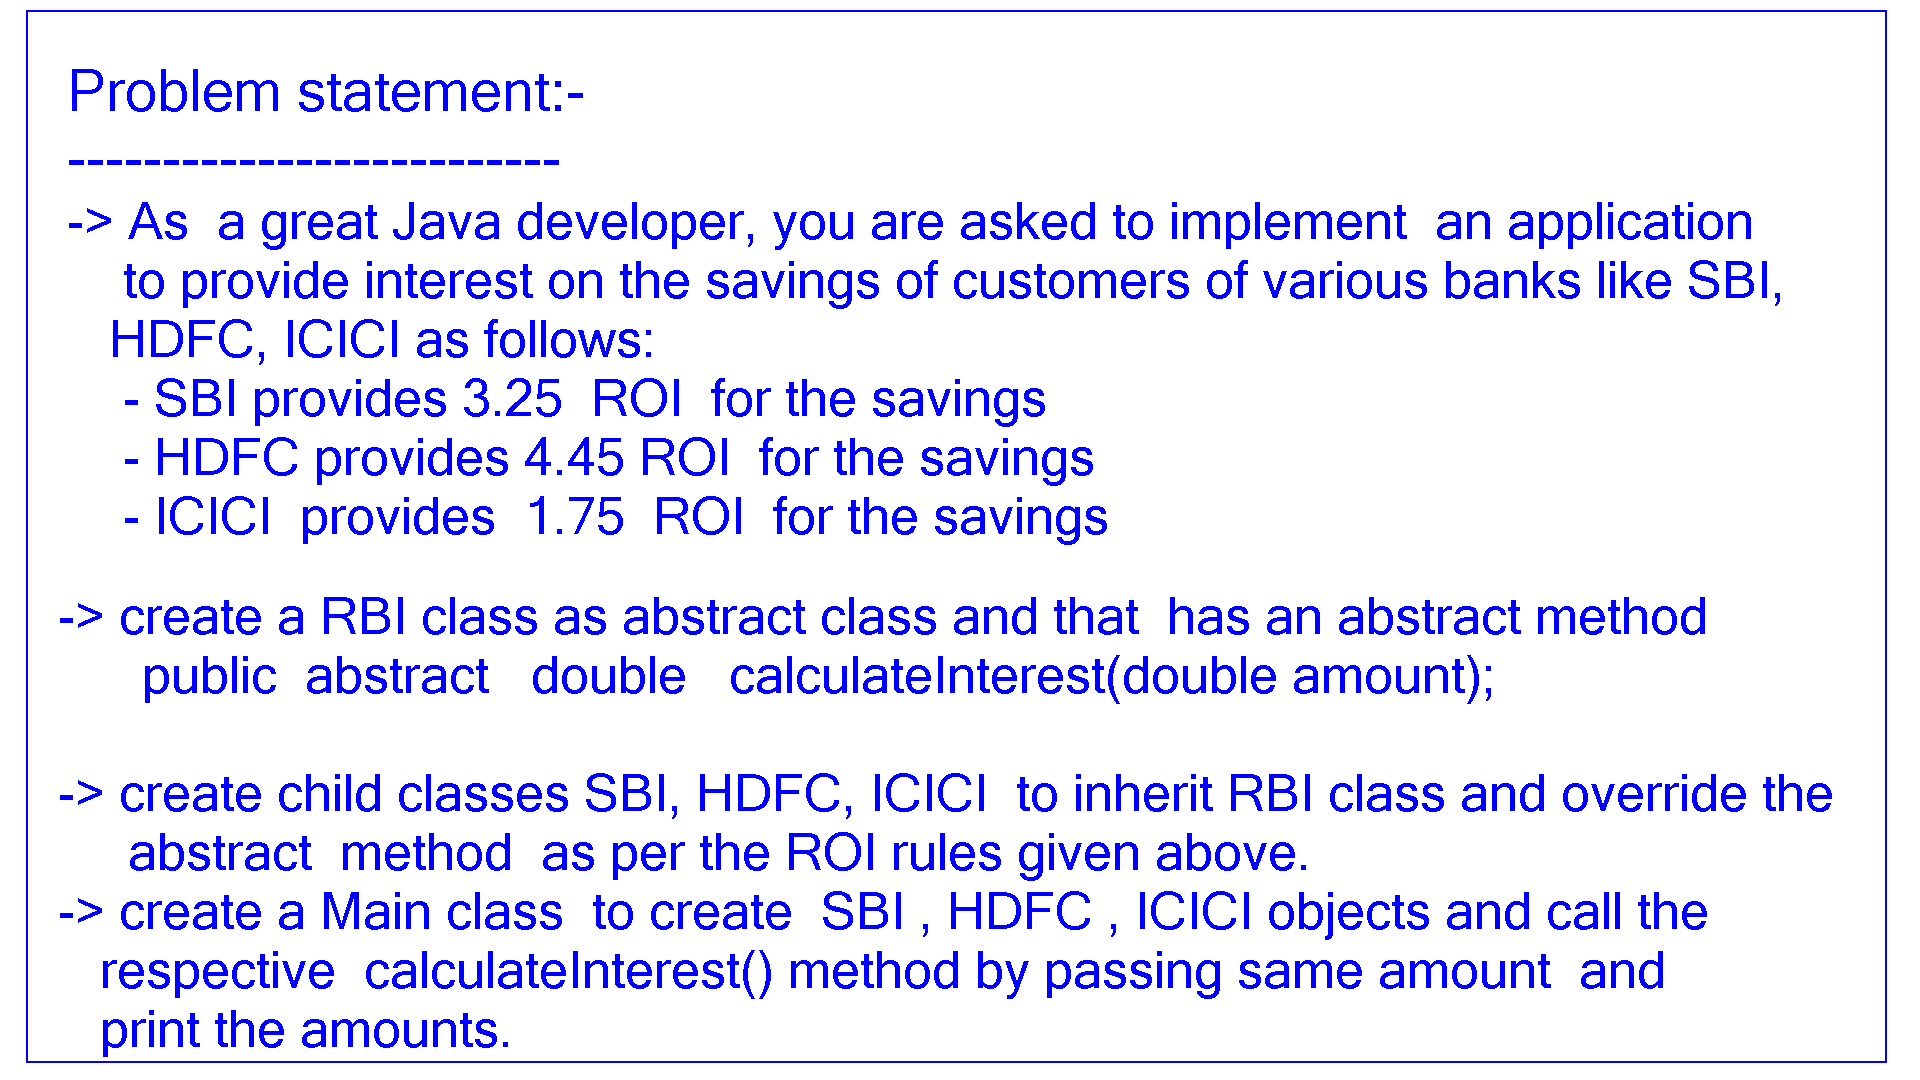 Problem statement:-
--------------------------
-> As a great Java developer, you are asked to implement an application
to provide interest on the savings of customers of various banks like SBI,
HDFC, ICICI as follows:
- SBI provides 3.25 ROI for the savings
- HDFC provides 4.45 ROI for the savings
- ICICI provides 1.75 ROI for the savings
-> create a RBI class as abstract class and that has an abstract method
public abstract double calculateInterest(double amount);
-> create child classes SBI, HDFC, ICICI to inherit RBI class and override the
abstract method as per the ROI rules given above.
-> create a Main class to create SBI , HDFC , ICICI objects and call the
respective calculateInterest() method by passing same amount and
print the amounts.